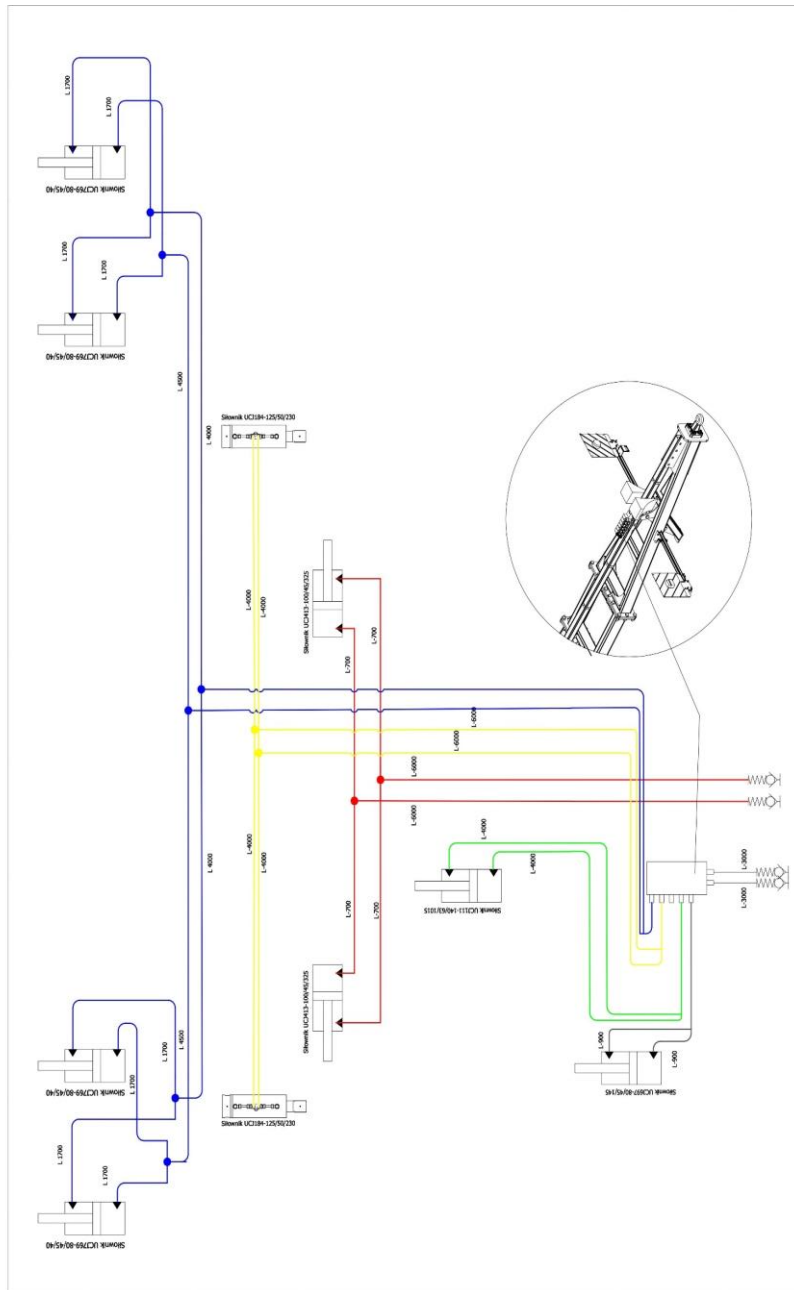 L 1700
L 1700
Siłownik UCJ769-80/45/40
L 1700
L 1700
Siłownik UCJ769-80/45/40
L 4500
L 4000
Siłownik UCJ184-125/50/230
L-4000
L-4000
Siłownik UCJ413-100/45/325
L-700
L-700
L-6000
L-6000
L-6000
L-6000
L-4000
L-4000
L 4000
L-4000
L-4000
Siłownik UCJ111-140/63/1015
L-3000
L-3000
L-700
L-700
Siłownik UCJ413-100/45/325
L 1700
L 4500
L 1700
Siłownik UCJ769-80/45/40
L-900
L-900
Siłownik UCJ697-80/45/145
Siłownik UCJ184-125/50/230
L 1700
L 1700
Siłownik UCJ769-80/45/40